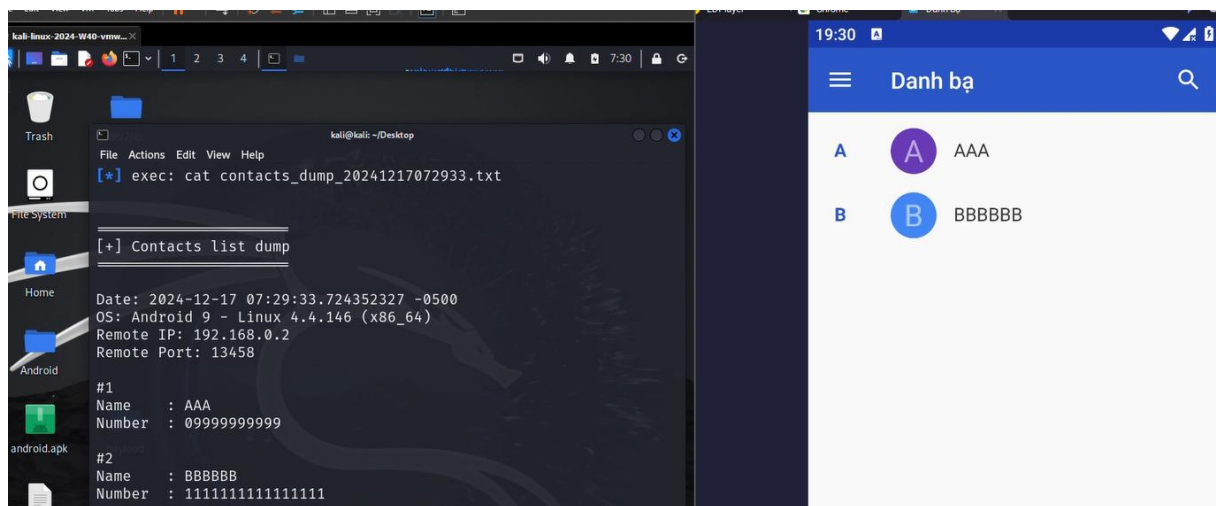 kali-linux-2024-W40-vmw...
1 2 3 4
7:30
Trash
File System
Home
Android
android.apk
kali@kali: ~/Desktop
File Actions Edit View Help
[*] exec: cat contacts_dump_20241217072933.txt
[+] Contacts list dump
Date: 2024-12-17 07:29:33.724352327 -0500
OS: Android 9 - Linux 4.4.146 (x86_64)
Remote IP: 192.168.0.2
Remote Port: 13458
#1
Name : AAA
Number : 09999999999
#2
Name : BBBBBB
Number : 1111111111111111
19:30 A
Danh bạ
A A AAA
B B BBBBBB